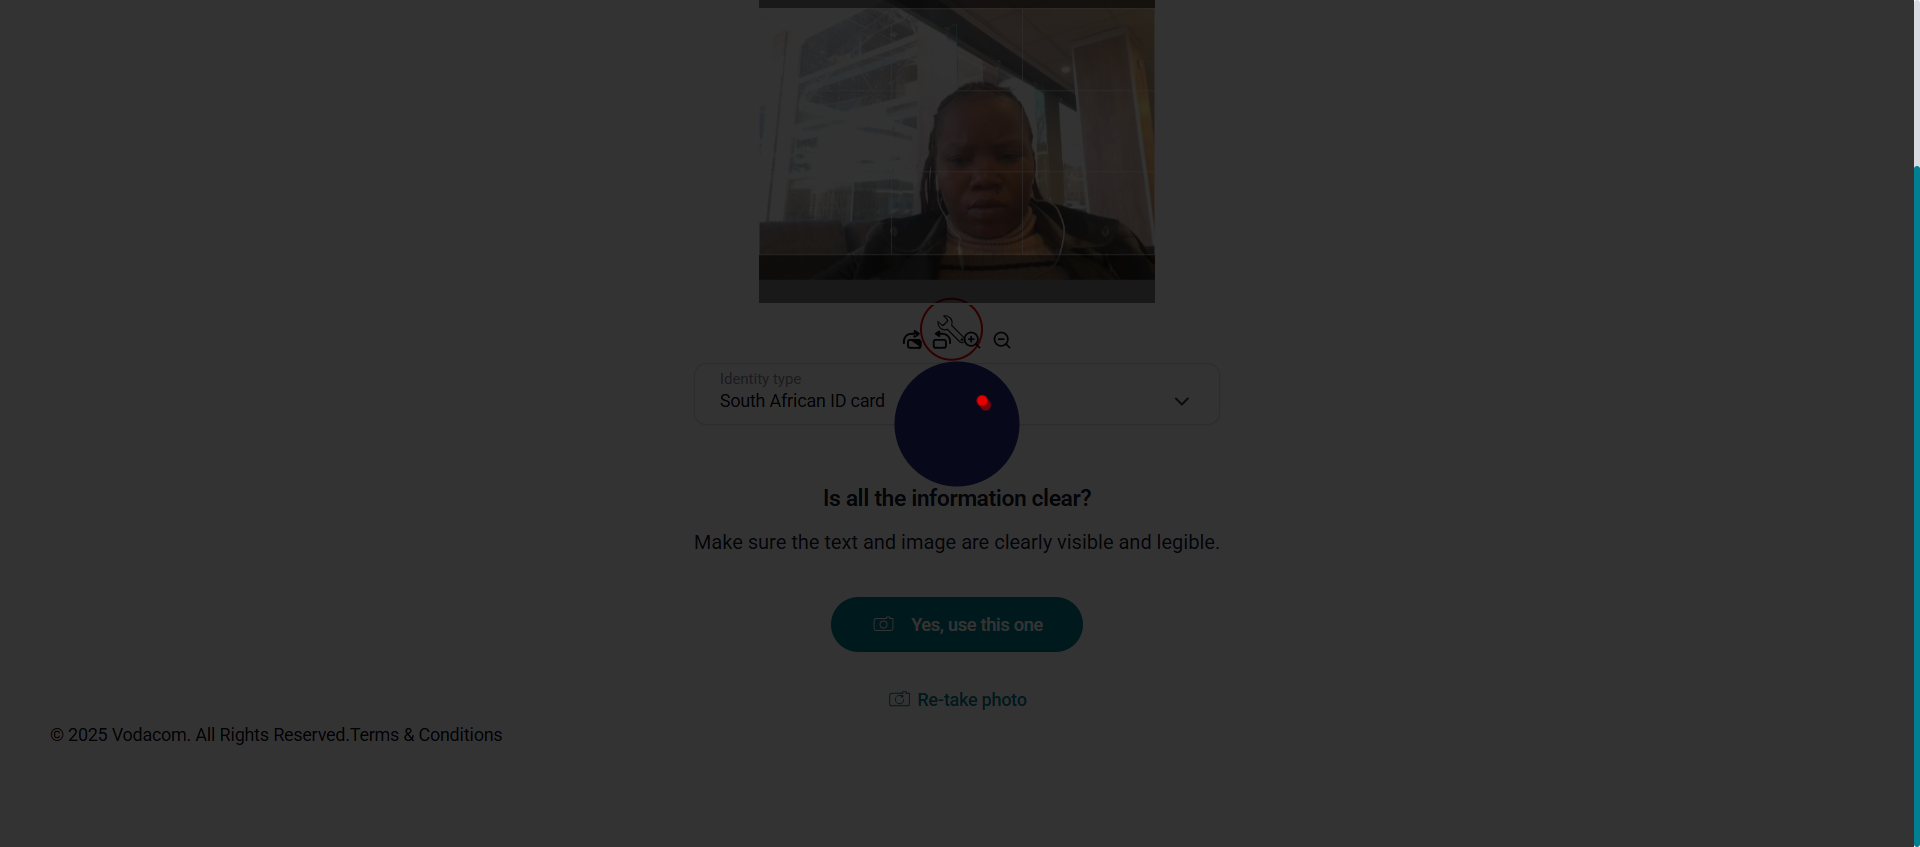 Identity type
South African ID card
Is all the information clear?
Make sure the text and image are clearly visible and legible.
Yes, use this one
Re-take photo
© 2025 Vodacom. All Rights Reserved.Terms & Conditions